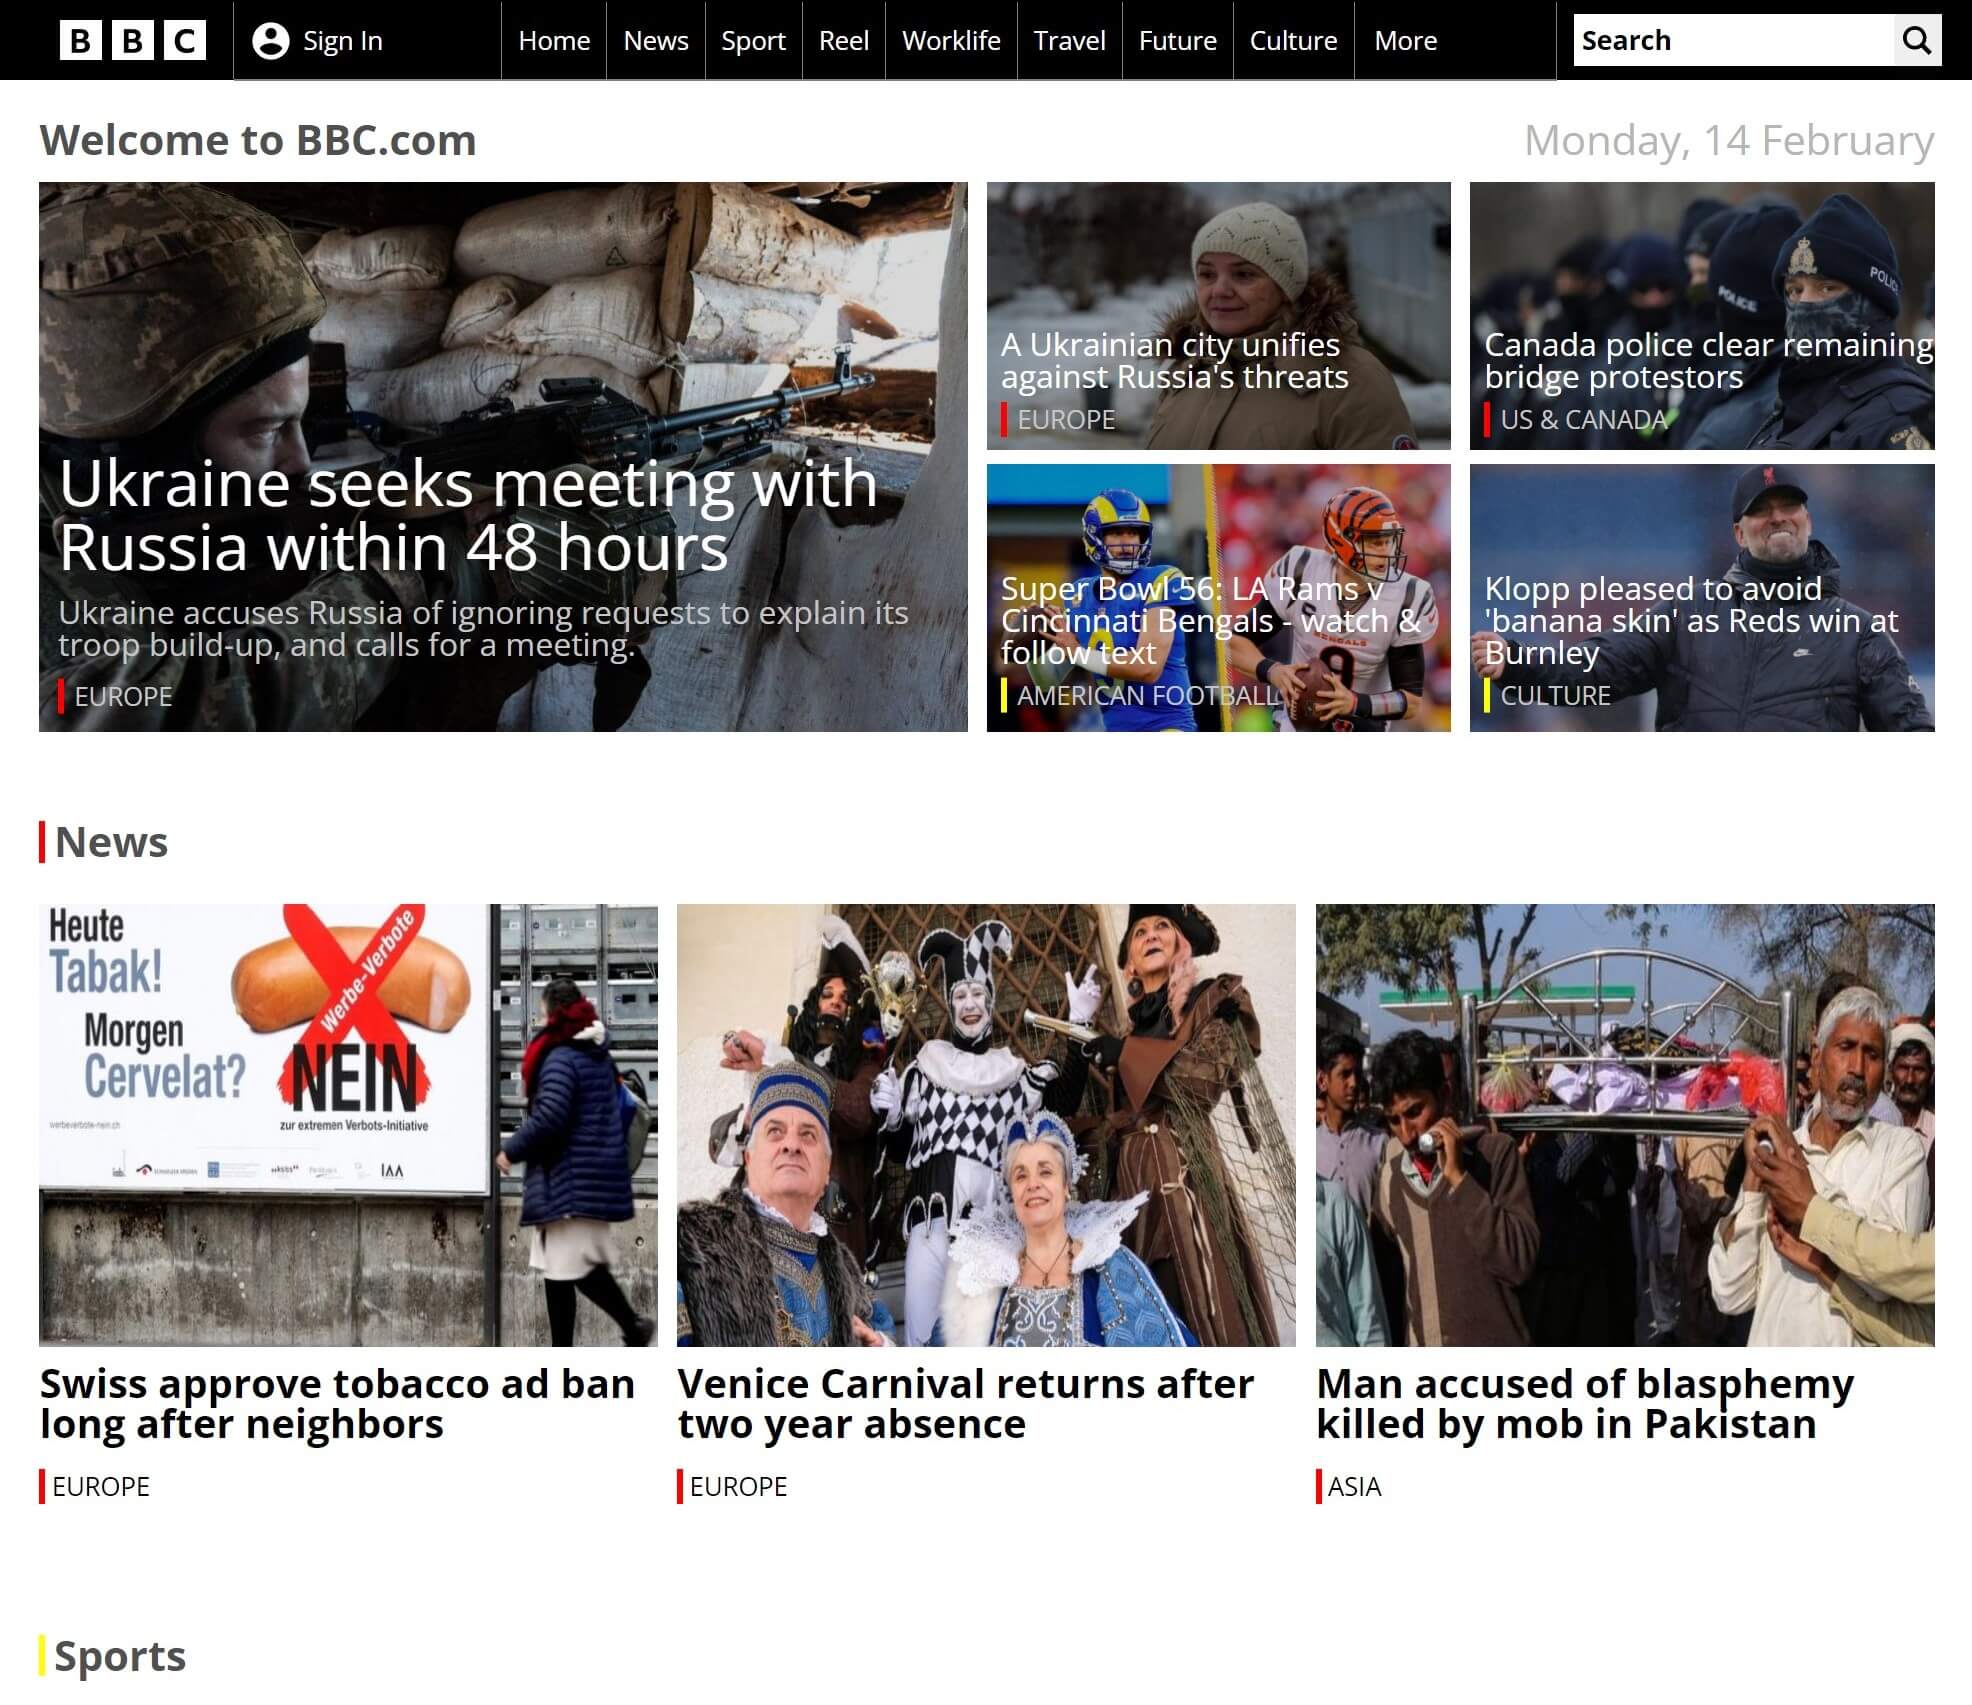 BBC
Sign In
Home
News
Sport
Reel
Worklife
Travel
Future
Culture
More
Search
Welcome to BBC.com
Monday, 14 February
Ukraine seeks meeting with
Russia within 48 hours
Ukraine accuses Russia of ignoring requests to explain its
troop build-up, and calls for a meeting.
EUROPE
A Ukrainian city unifies
against Russia's threats
EUROPE
POLICE
POLICE
Canada police clear remaining
bridge protestors
US & CANADA
Super Bowl 56: LA Rams v
Cincinnati Bengals - watch &
follow text
BENGALS
9
9
AMERICAN FOOTBALL
Klopp pleased to avoid
'banana skin' as Reds win at
Burnley
CULTURE
News
Heute
Tabak!
Morgen
Cervelat?
Werbe-Verbote
NEIN
zur extremen Verbots-Initiative
werbeverbote-nein.ch
IAA
Swiss approve tobacco ad ban
long after neighbors
EUROPE
Venice Carnival returns after
two year absence
EUROPE
Man accused of blasphemy
killed by mob in Pakistan
ASIA
Sports